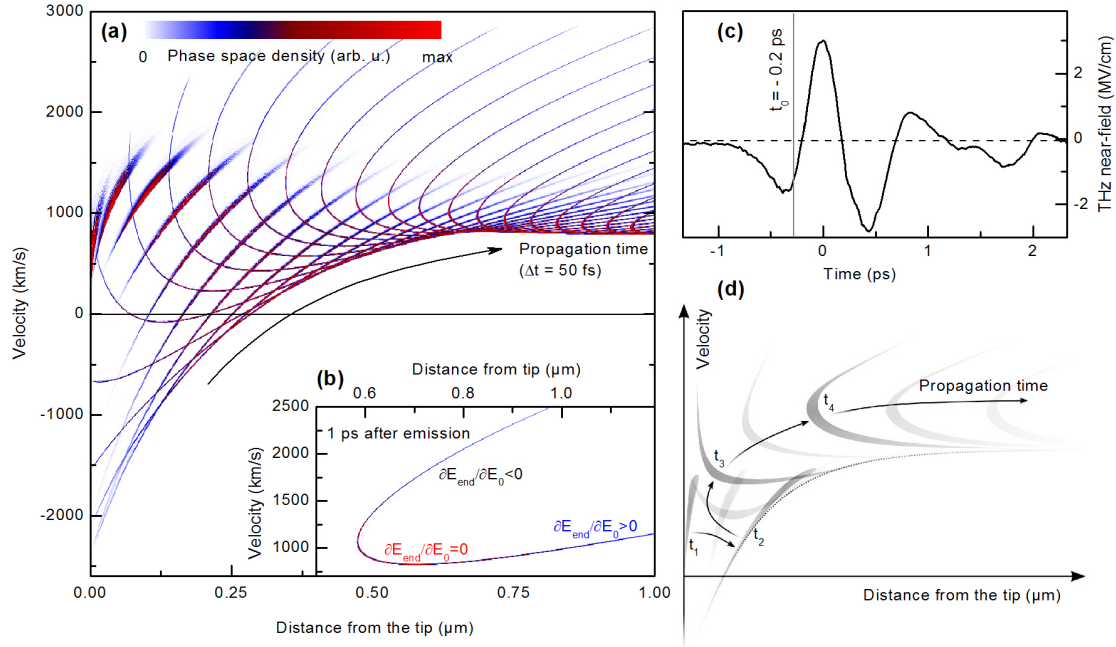 3000
2000
1000
0
-1000
-2000
Velocity (km/s)
(a)
0 Phase space density (arb. u.) max
Propagation time
(Δt = 50 fs)
(b)
Distance from tip (µm)
0.6 0.8 1.0
2500
2000
1500
1000
Velocity (km/s)
1 ps after emission
∂E_end/∂E_0<0
∂E_end/∂E_0>0
∂E_end/∂E_0=0
0.00 0.25 0.50 0.75 1.00
Distance from the tip (µm)
(c)
t_0= - 0.2 ps
2
0
-2
THz near-field (MV/cm)
-1 0 1 2
Time (ps)
(d)
Velocity
Propagation time
t_4
t_3
t_2
t_1
Distance from the tip (µm)